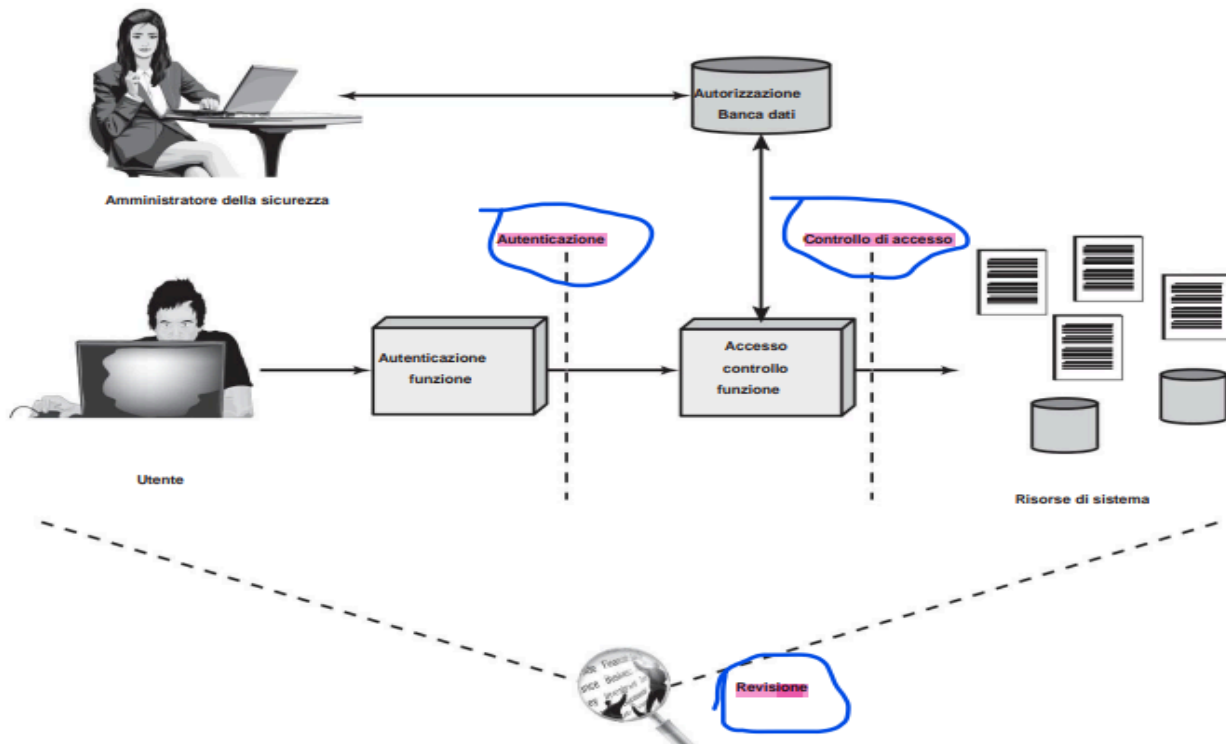 Autorizzazione
Banca dati
Amministratore della sicurezza
Autenticazione
Controllo di accesso
Autenticazione
funzione
Accesso
controllo
funzione
Utente
Risorse di sistema
Revisione